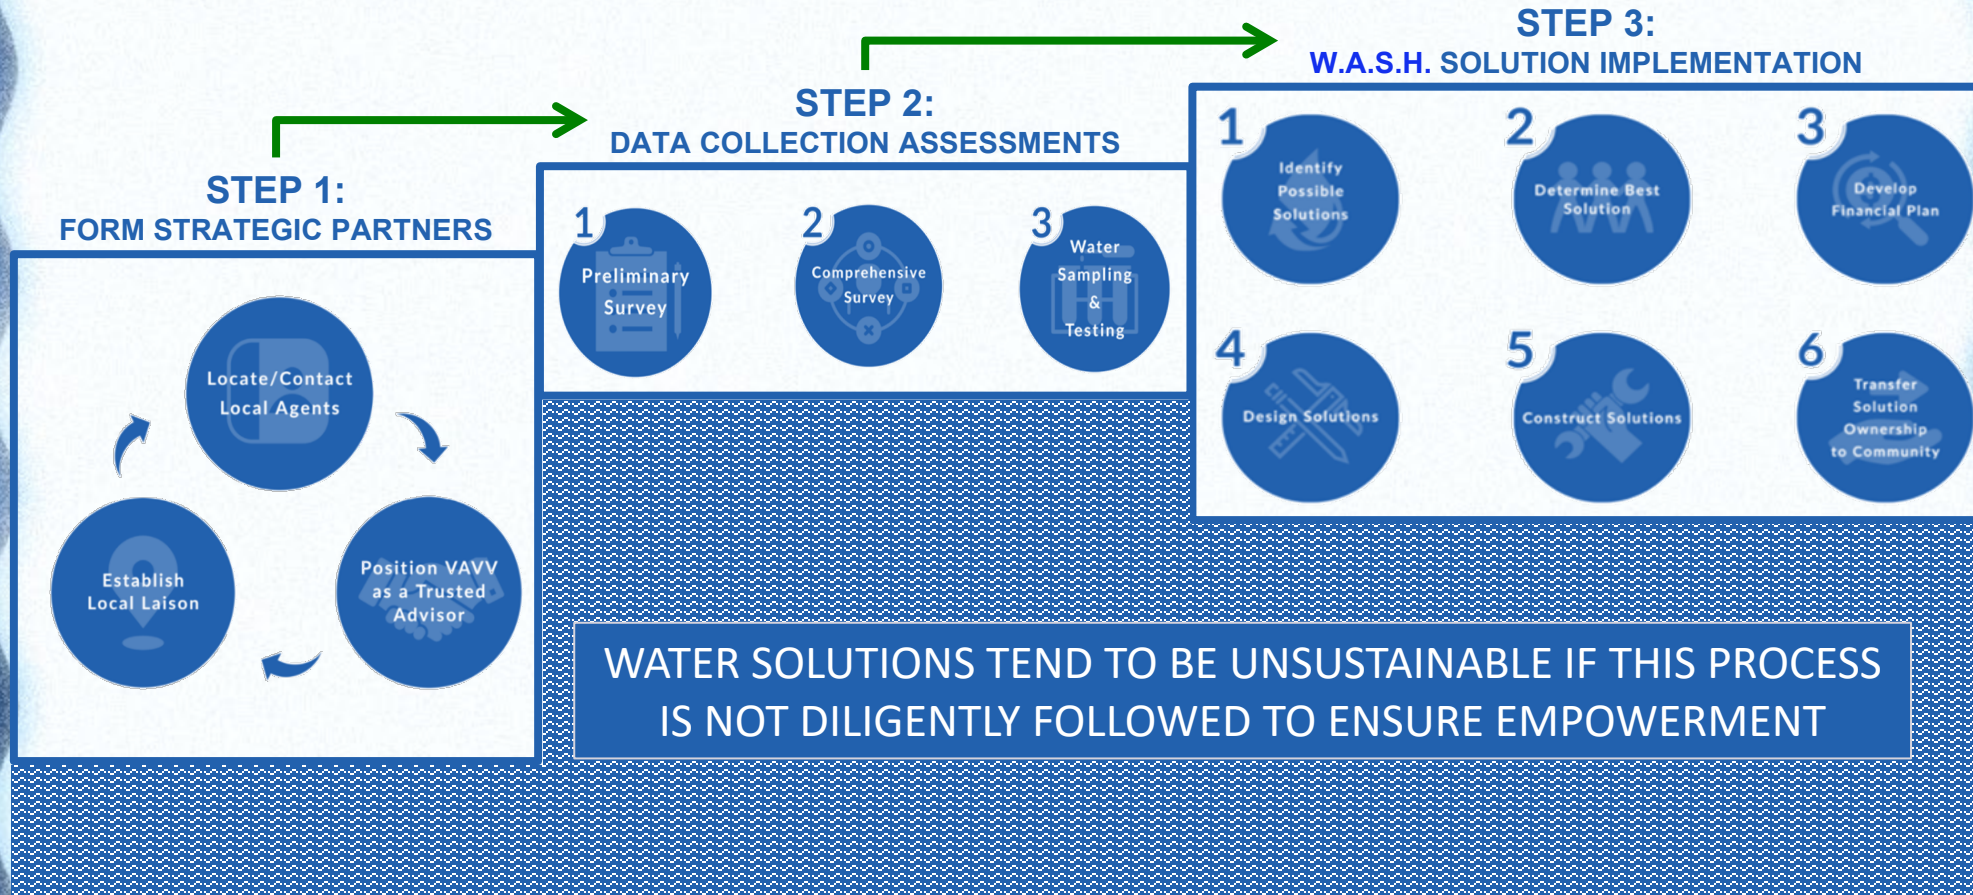 STEP 1:
FORM STRATEGIC PARTNERS
Locate/Contact
Local Agents
Position VAVV
as a Trusted
Advisor
Establish
Local Laison
STEP 2:
DATA COLLECTION ASSESSMENTS
1
Preliminary
Survey
2
Comprehensive
Survey
3
Water
Sampling
&
Testing
STEP 3:
W.A.S.H. SOLUTION IMPLEMENTATION
1
Identify
Possible
Solutions
2
Determine Best
Solution
3
Develop
Financial Plan
4
Design Solutions
5
Construct Solutions
6
Transfer
Solution
Ownership
to Community
WATER SOLUTIONS TEND TO BE UNSUSTAINABLE IF THIS PROCESS
IS NOT DILIGENTLY FOLLOWED TO ENSURE EMPOWERMENT